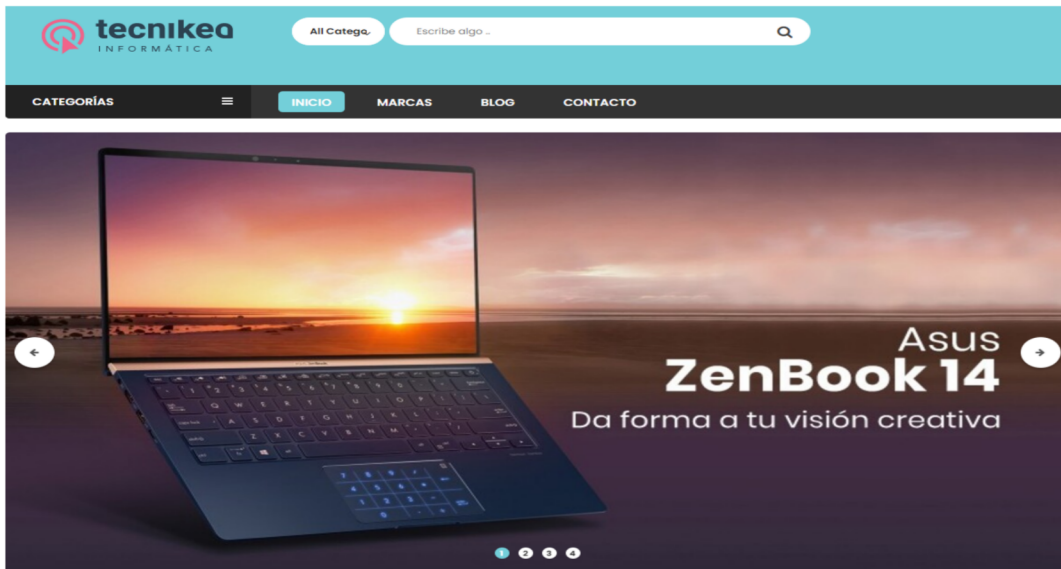 tecnikea
INFORMÁTICA
All Catego
Escribe algo ..
CATEGORÍAS
INICIO
MARCAS
BLOG
CONTACTO
Asus
ZenBook 14
Da forma a tu visión creativa
1 2 3 4